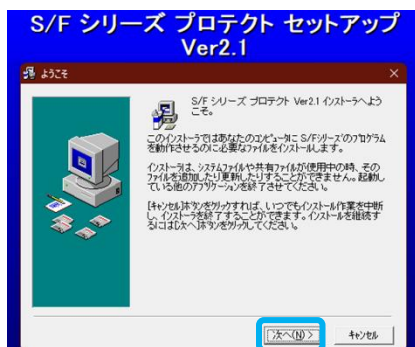 S/F シリーズ プロテクト セットアップ
Ver2.1
ようこそ
S/F シリーズ プロテクト Ver2.1 インストーラへよう
こそ。
このインストーラではあなたのコンピュータに S/Fシリーズのプログラム
を動作させるのに必要なファイルをインストールします。
インストーラは、システムファイルや共有ファイルが使用中の時、その
ファイルを追加したり更新したりすることができません。起動し
ている他のアプリケーションを終了させてください。
[キャンセル]ボタンをクリックすれば、いつでもインストール作業を中断
し、インストーラを終了することができます。インストールを継続す
るには[次へ]ボタンをクリックしてください。
次へ(N) >
キャンセル